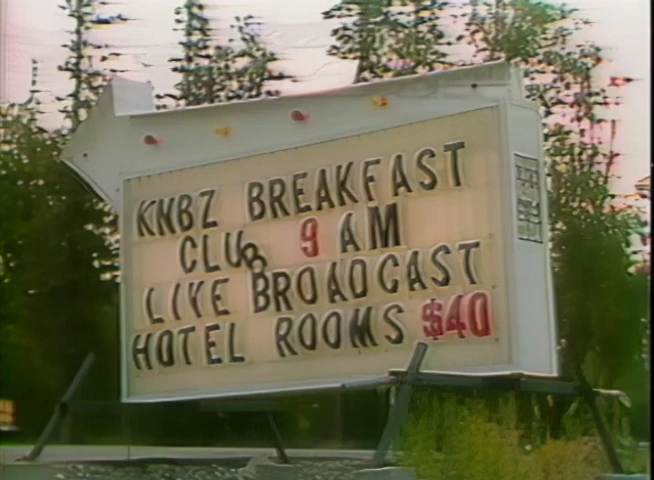 KNBZ BREAKFAST
CLUB 9 AM
LIVE BROADCAST
HOTEL ROOMS $40